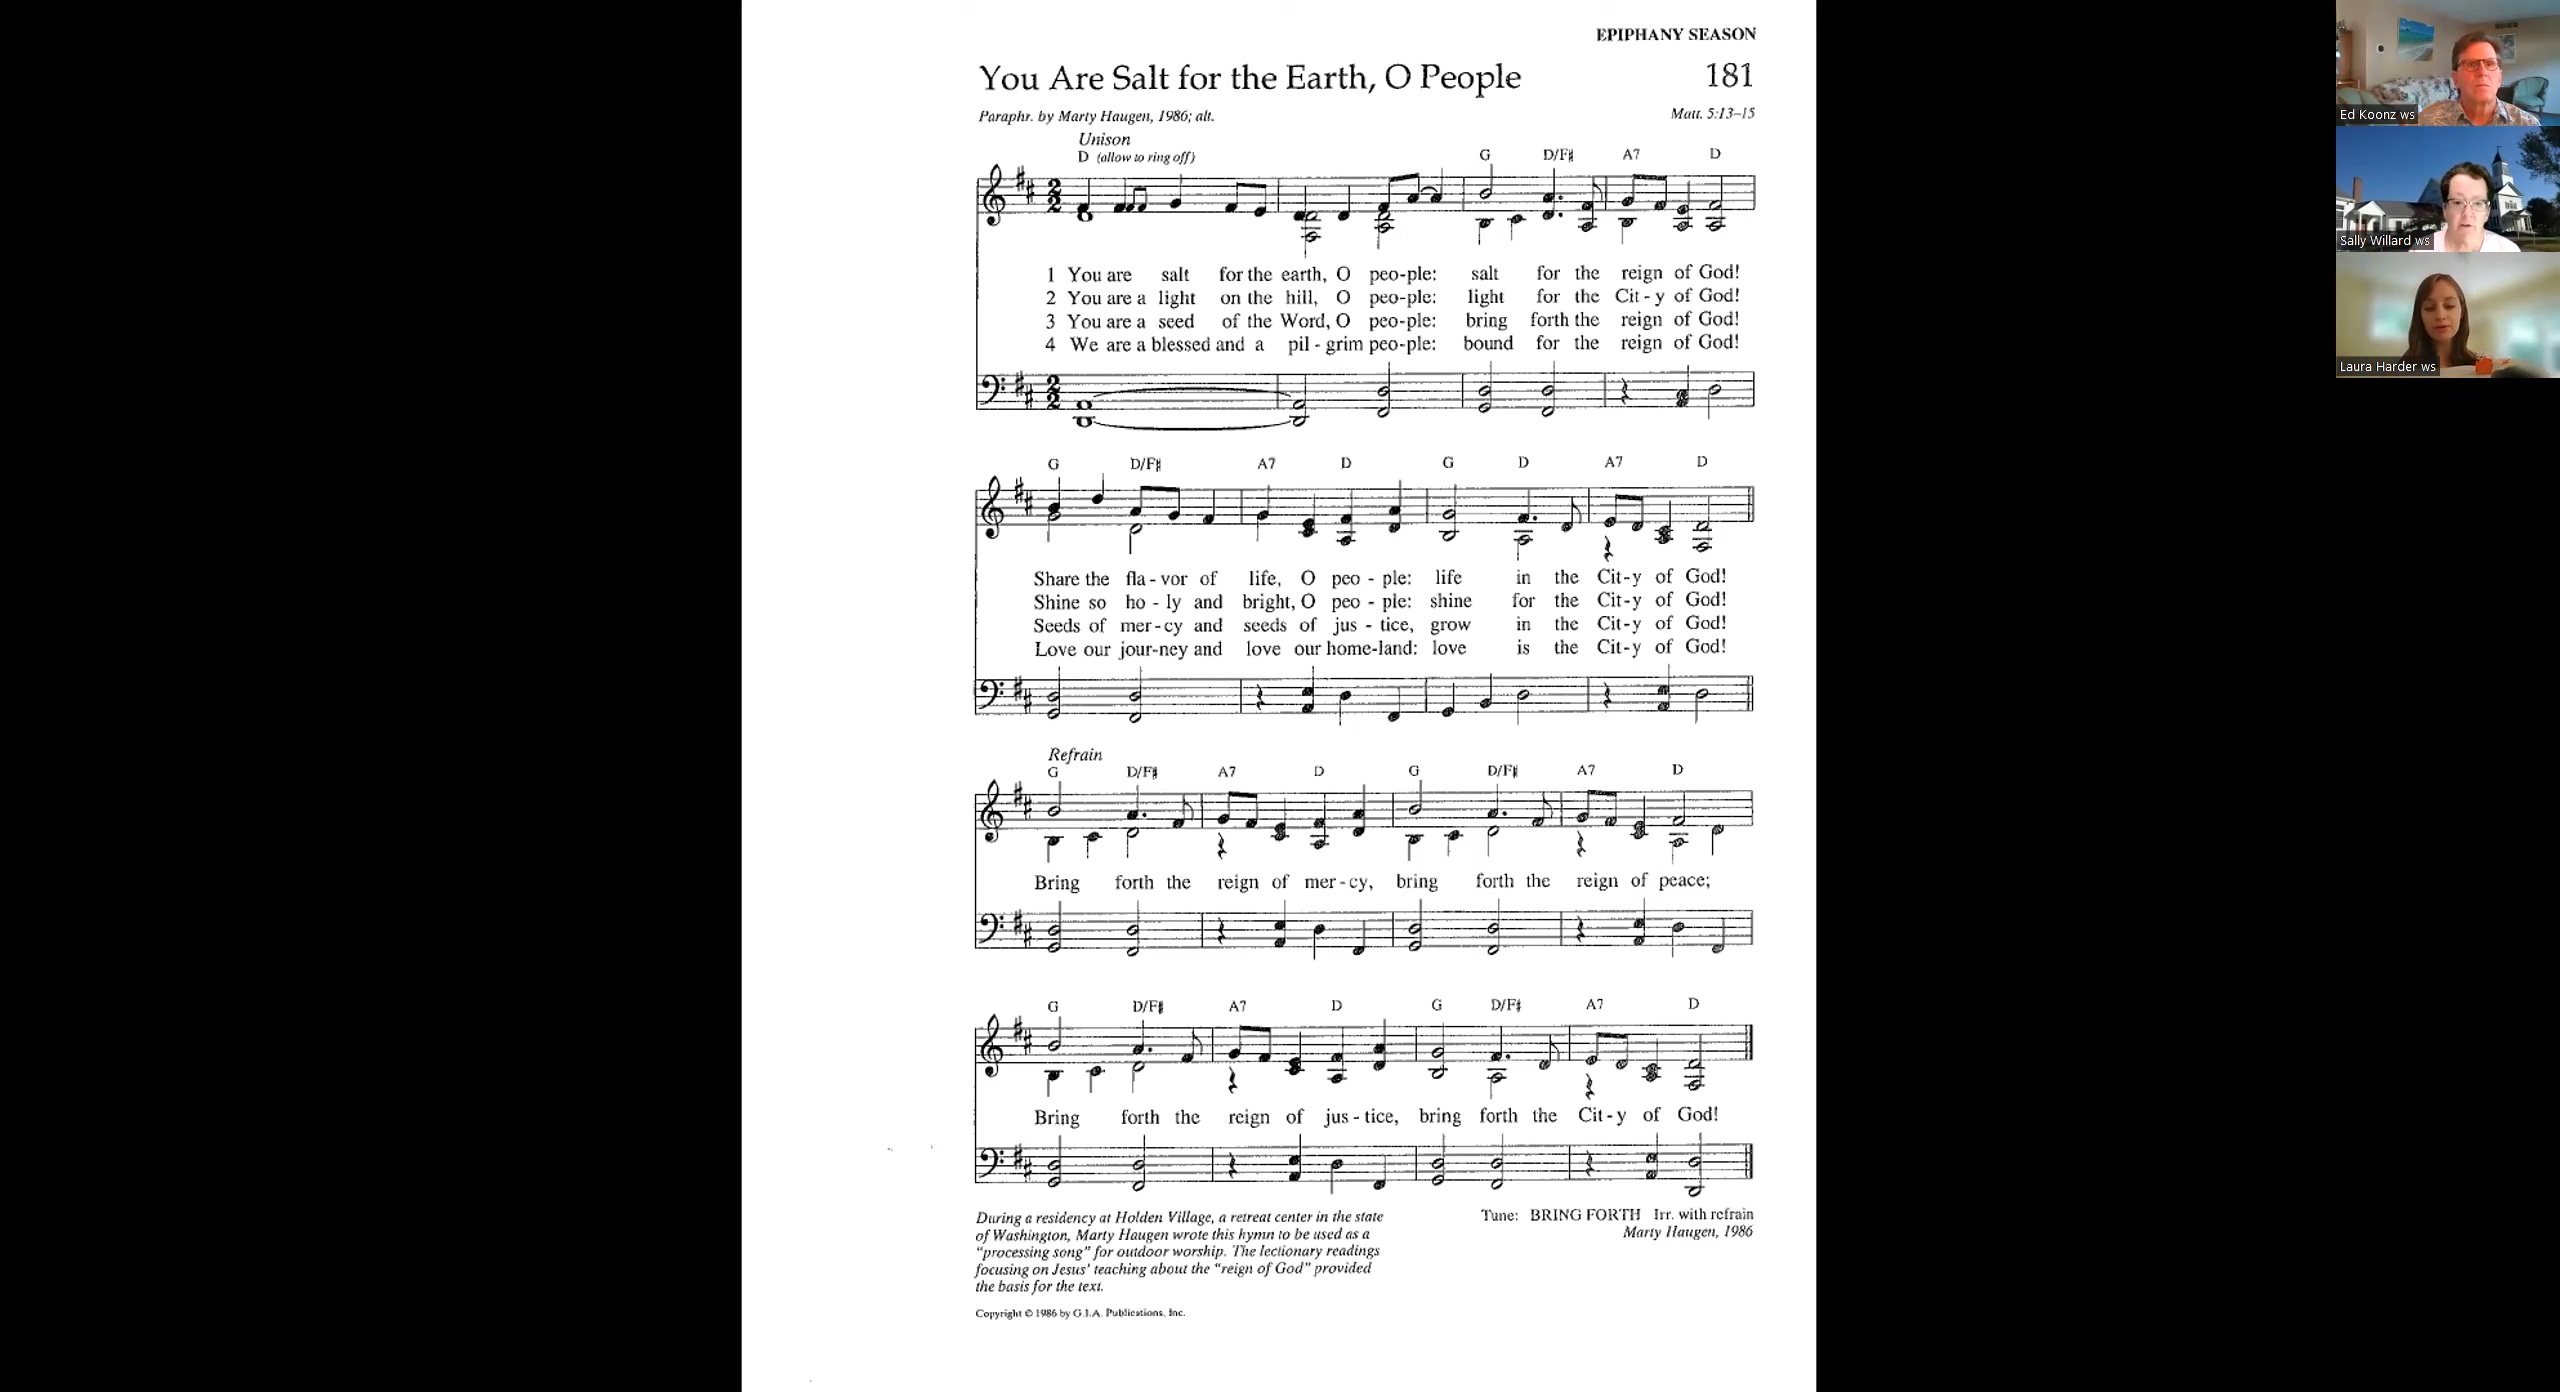 EPIPHANY SEASON
You Are Salt for the Earth, O People 181
Paraphr. by Marty Haugen, 1986; alt. Matt. 5:13–15
Unison
D (allow to ring off) G D/F# A7 D
1 You are salt for the earth, O peo-ple: salt for the reign of God!
2 You are a light on the hill, O peo-ple: light for the Cit-y of God!
3 You are a seed of the Word, O peo-ple: bring forth the reign of God!
4 We are a blessed and a pil-grim peo-ple: bound for the reign of God!
G D/F# A7 D G D A7 D
Share the fla-vor of life, O peo-ple: life in the Cit-y of God!
Shine so ho-ly and bright, O peo-ple: shine for the Cit-y of God!
Seeds of mer-cy and seeds of jus-tice, grow in the Cit-y of God!
Love our jour-ney and love our home-land: love is the Cit-y of God!
Refrain
G D/F# A7 D G D/F# A7 D
Bring forth the reign of mer-cy, bring forth the reign of peace;
G D/F# A7 D G D/F# A7 D
Bring forth the reign of jus-tice, bring forth the Cit-y of God!
During a residency at Holden Village, a retreat center in the state
of Washington, Marty Haugen wrote this hymn to be used as a
"processing song" for outdoor worship. The lectionary readings
focusing on Jesus' teaching about the "reign of God" provided
the basis for the text.
Tune: BRING FORTH Irr. with refrain
Marty Haugen, 1986
Copyright © 1986 by G.I.A. Publications, Inc.
Ed Koonz ws
Sally Willard ws
Laura Harder ws